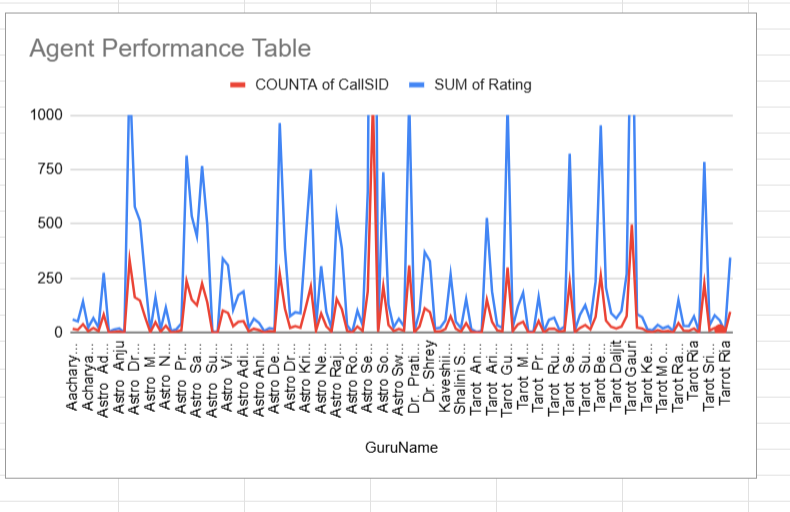 Agent Performance Table
COUNTA of CallSID
SUM of Rating
1000
750
500
250
0
Aachary…
Acharya…
Astro Ad…
Astro Anju
Astro Dr…
Astro M…
Astro N…
Astro Pr…
Astro Sa…
Astro Su…
Astro Vi…
Astro Adi…
Astro Ani…
Astro De…
Astro Dr…
Astro Kri…
Astro Ne…
Astro Raj…
Astro Ro…
Astro Se…
Astro So…
Astro Sw…
Dr. Prati…
Dr. Shrey
Kaveshii…
Shalini S…
Tarot An…
Tarot Ari…
Tarot Gu…
Tarot M…
Tarot Pr…
Tarot Ru…
Tarot Se…
Tarot Su…
Tarot Be…
Tarot Daljit
Tarot Gauri
Tarot Ke…
Tarot Mo…
Tarot Ra…
Tarot Ria
Tarot Sri…
Tarrot Ria
GuruName